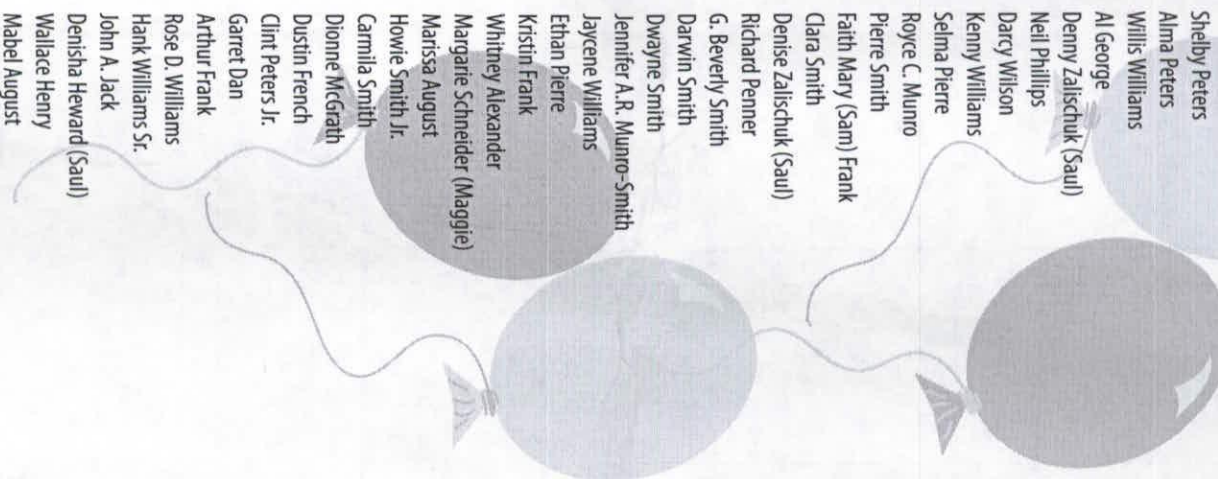 Shelby Peters
Alma Peters
Willis Williams
Al George
Denny Zalischuk (Saul)
Neil Phillips
Darcy Wilson
Kenny Williams
Selma Pierre
Royce C. Munro
Pierre Smith
Faith Mary (Sam) Frank
Clara Smith
Denise Zalischuk (Saul)
Richard Penner
G. Beverly Smith
Darwin Smith
Dwayne Smith
Jennifer A.R. Munro-Smith
Jaycene Williams
Ethan Pierre
Kristin Frank
Whitney Alexander
Margarie Schneider (Maggie)
Marissa August
Howie Smith Jr.
Carmila Smith
Dionne McGrath
Dustin French
Clint Peters Jr.
Garret Dan
Arthur Frank
Rose D. Williams
Hank Williams Sr.
John A. Jack
Denisha Heward (Saul)
Wallace Henry
Mabel August